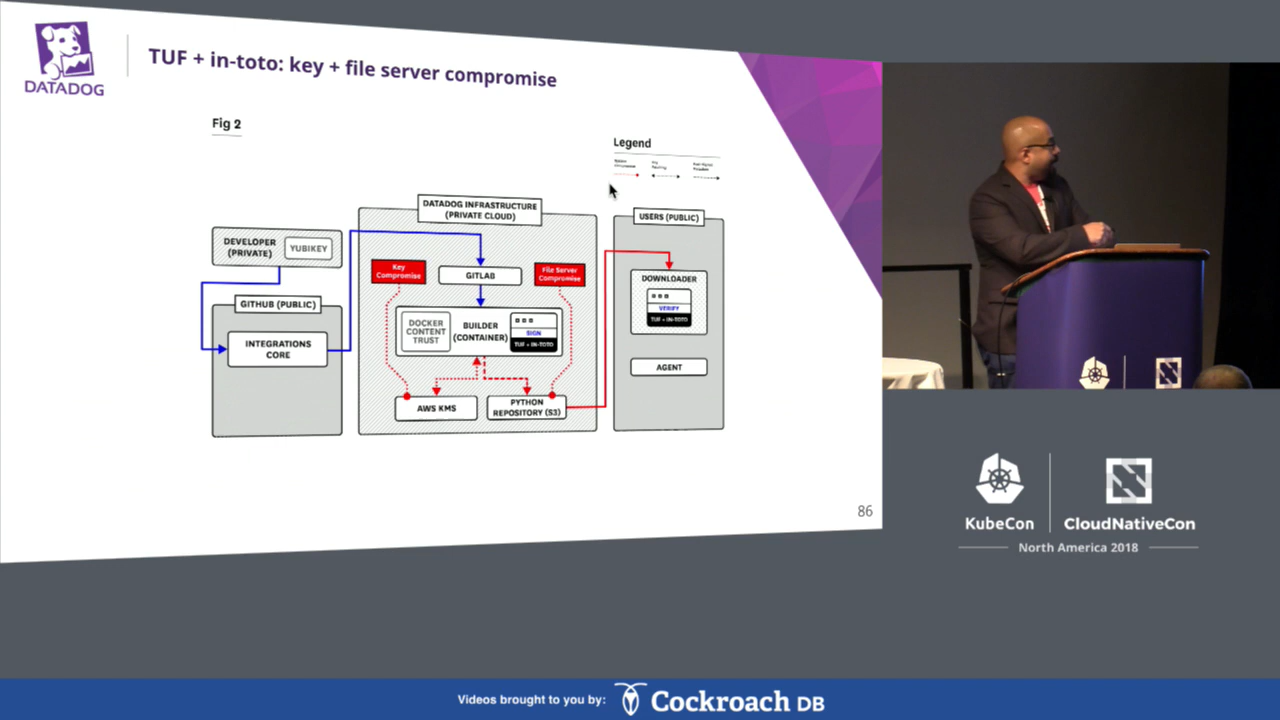 DATADOG
TUF + in-toto: key + file server compromise
Fig 2
Legend
DATADOG INFRASTRUCTURE
(PRIVATE CLOUD)
USERS (PUBLIC)
DEVELOPER
(PRIVATE)
YUBIKEY
Key
Compromise
GITLAB
File Server
Compromise
DOWNLOADER
VERIFY
TUF + IN-TOTO
GITHUB (PUBLIC)
INTEGRATIONS
CORE
DOCKER
CONTENT
TRUST
BUILDER
(CONTAINER)
SIGN
TUF + IN-TOTO
AGENT
AWS KMS
PYTHON
REPOSITORY (S3)
86
KubeCon
CloudNativeCon
North America 2018
Videos brought to you by:
Cockroach DB